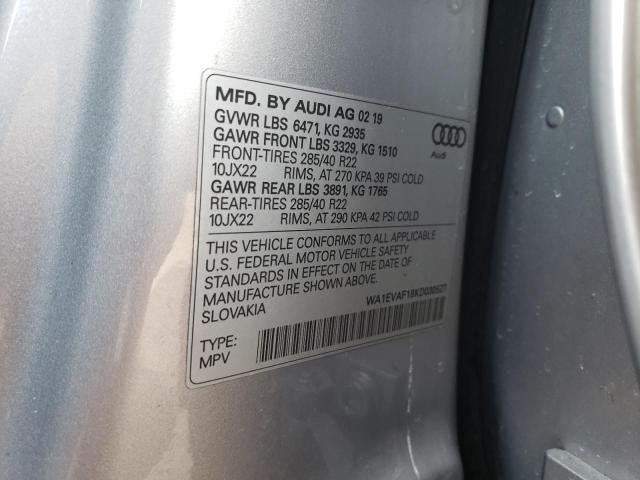 MFD. BY AUDI AG 02 19
GVWR LBS 6471, KG 2935
GAWR FRONT LBS 3329, KG 1510
FRONT-TIRES 285/40 R22
10JX22 RIMS, AT 270 KPA 39 PSI COLD
GAWR REAR LBS 3891, KG 1765
REAR-TIRES 285/40 R22
10JX22 RIMS, AT 290 KPA 42 PSI COLD
Audi
THIS VEHICLE CONFORMS TO ALL APPLICABLE
U.S. FEDERAL MOTOR VEHICLE SAFETY
STANDARDS IN EFFECT ON THE DATE OF
MANUFACTURE SHOWN ABOVE.
SLOVAKIA
WA1EVAF18KD030527
TYPE:
MPV